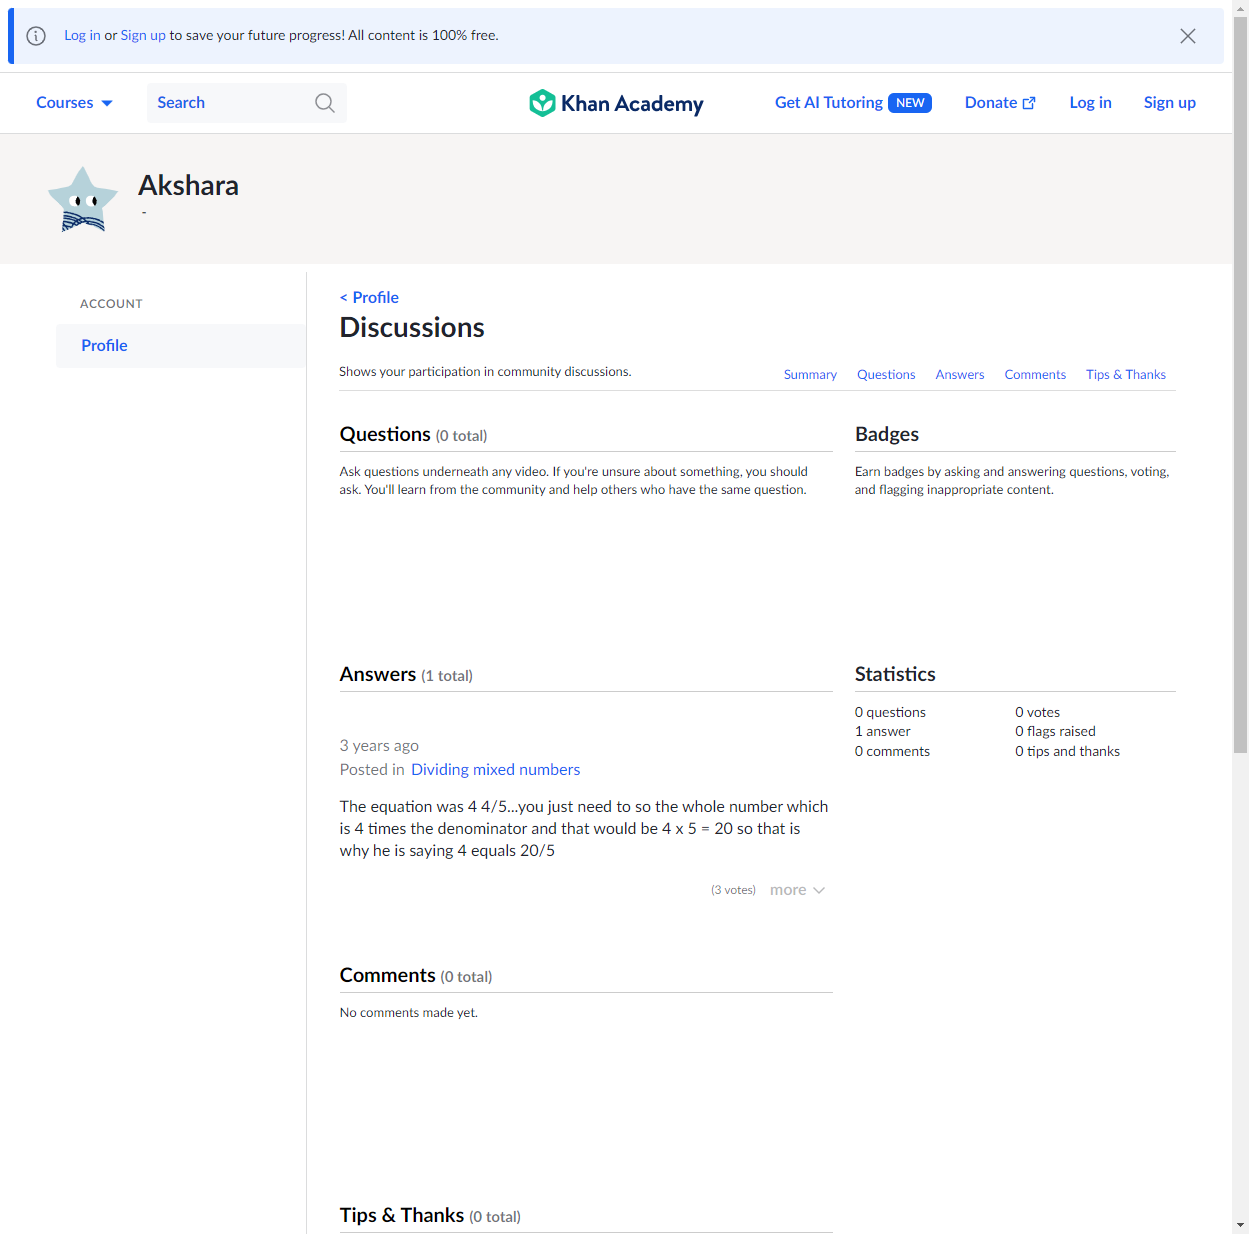 Log in or Sign up to save your future progress! All content is 100% free.
Courses
Search
Khan Academy
Get AI Tutoring NEW
Donate
Log in
Sign up
Akshara
-
ACCOUNT
Profile
< Profile
Discussions
Shows your participation in community discussions.
Summary
Questions
Answers
Comments
Tips & Thanks
Questions (0 total)
Ask questions underneath any video. If you're unsure about something, you should
ask. You'll learn from the community and help others who have the same question.
Badges
Earn badges by asking and answering questions, voting,
and flagging inappropriate content.
Answers (1 total)
3 years ago
Posted in Dividing mixed numbers
The equation was 4 4/5...you just need to so the whole number which
is 4 times the denominator and that would be 4 x 5 = 20 so that is
why he is saying 4 equals 20/5
(3 votes) more
Statistics
0 questions
1 answer
0 comments
0 votes
0 flags raised
0 tips and thanks
Comments (0 total)
No comments made yet.
Tips & Thanks (0 total)